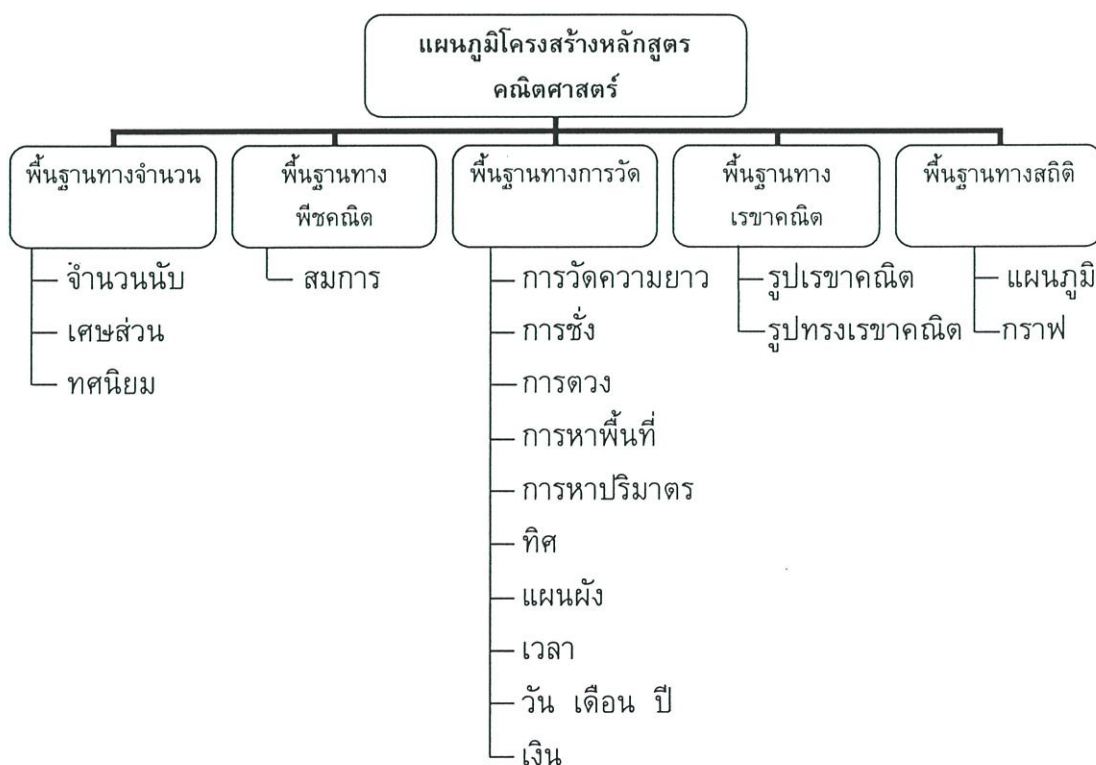 แผนภูมิโครงสร้างหลักสูตร
คณิตศาสตร์
พื้นฐานทางจำนวน
จำนวนนับ
เศษส่วน
ทศนิยม
พื้นฐานทาง
พีชคณิต
สมการ
พื้นฐานทางการวัด
การวัดความยาว
การชั่ง
การตวง
การหาพื้นที่
การหาปริมาตร
ทิศ
แผนผัง
เวลา
วัน เดือน ปี
เงิน
พื้นฐานทาง
เรขาคณิต
รูปเรขาคณิต
รูปทรงเรขาคณิต
พื้นฐานทางสถิติ
แผนภูมิ
กราฟ